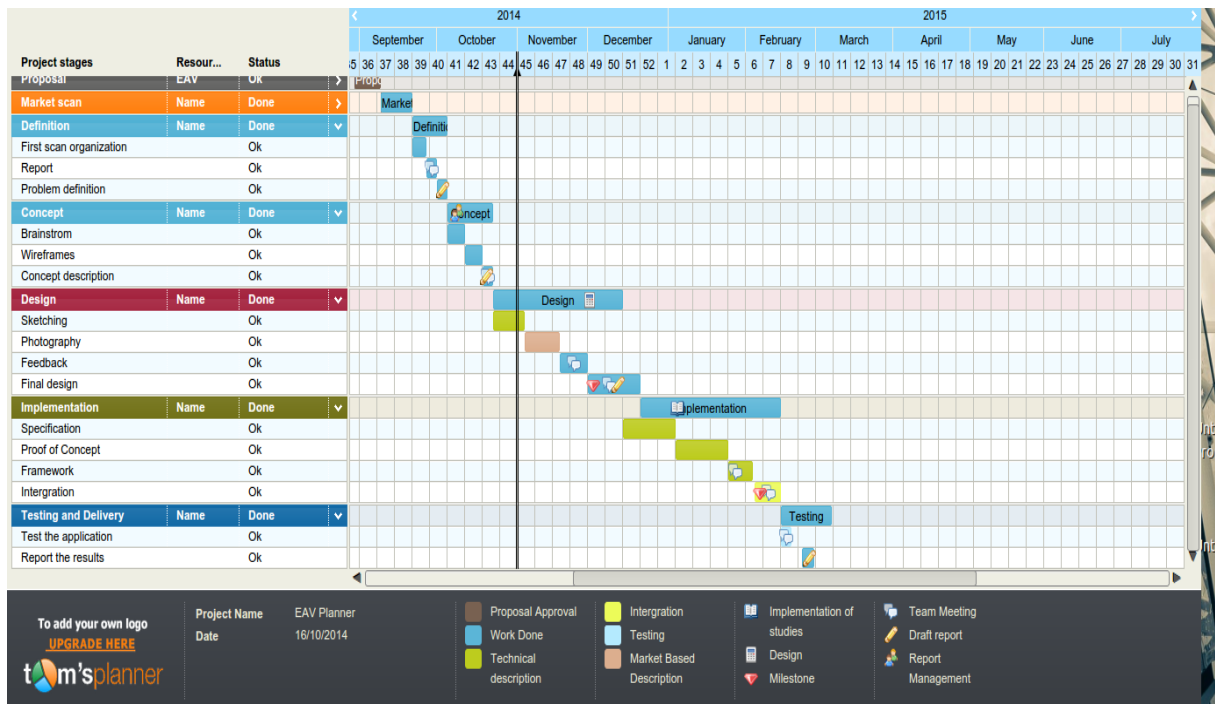 2014 2015
September October November December January February March April May June July
Project stages Resour... Status 35 36 37 38 39 40 41 42 43 44 45 46 47 48 49 50 51 52 1 2 3 4 5 6 7 8 9 10 11 12 13 14 15 16 17 18 19 20 21 22 23 24 25 26 27 28 29 30 31
Proposal EAV Ok Propo
Market scan Name Done Market
Definition Name Done Definitio
First scan organization Ok
Report Ok
Problem definition Ok
Concept Name Done Concept
Brainstrom Ok
Wireframes Ok
Concept description Ok
Design Name Done Design
Sketching Ok
Photography Ok
Feedback Ok
Final design Ok
Implementation Name Done plementation
Specification Ok
Proof of Concept Ok
Framework Ok
Intergration Ok
Testing and Delivery Name Done Testing
Test the application Ok
Report the results Ok
To add your own logo
UPGRADE HERE
tom'splanner
Project Name EAV Planner
Date 16/10/2014
Proposal Approval
Work Done
Technical
description
Intergration
Testing
Market Based
Description
Implementation of
studies
Design
Milestone
Team Meeting
Draft report
Report
Management